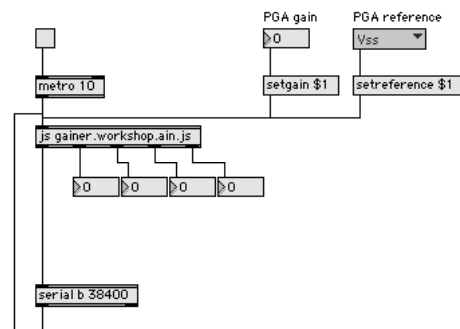 PGA gain
PGA reference
0
Vss
metro 10
setgain $1
setreference $1
js gainer.workshop.ain.js
0
0
0
0
serial b 38400